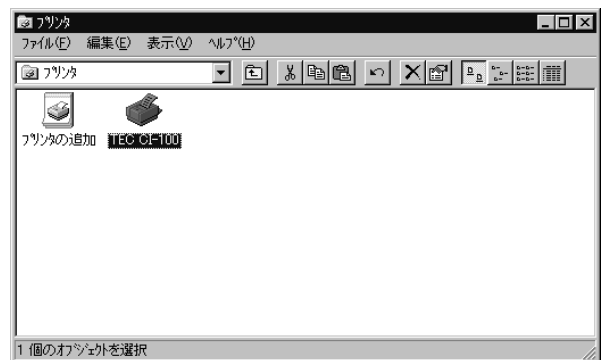 ﾌﾟﾘﾝﾀ
ﾌｧｲﾙ(F) 編集(E) 表示(V) ﾍﾙﾌﾟ(H)
ﾌﾟﾘﾝﾀ
ﾌﾟﾘﾝﾀの追加 TEC CF-100
1 個のｵﾌﾞｼﾞｪｸﾄを選択